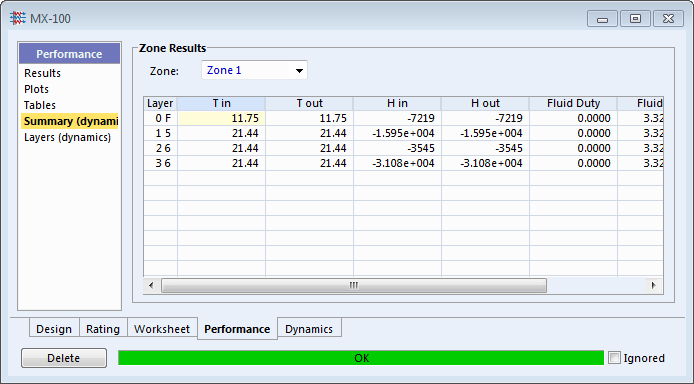 MX-100
Performance
Results
Plots
Tables
Summary (dynami
Layers (dynamics)
Zone Results
Zone: Zone 1
Layer T in T out H in H out Fluid Duty Fluid
0 F 11.75 11.75 -7219 -7219 0.0000 3.32
1 5 21.44 21.44 -1.595e+004 -1.595e+004 0.0000 3.32
2 6 21.44 21.44 -3545 -3545 0.0000 3.32
3 6 21.44 21.44 -3.108e+004 -3.108e+004 0.0000 3.32
Design Rating Worksheet Performance Dynamics
Delete OK Ignored